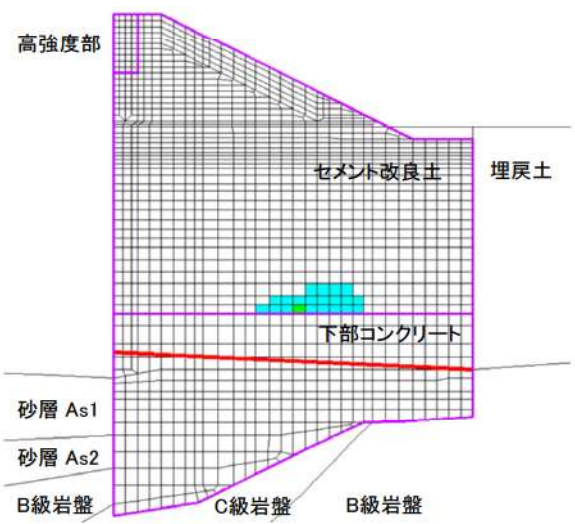 高強度部
セメント改良土
埋戻土
下部コンクリート
砂層 As1
砂層 As2
B級岩盤
C級岩盤
B級岩盤